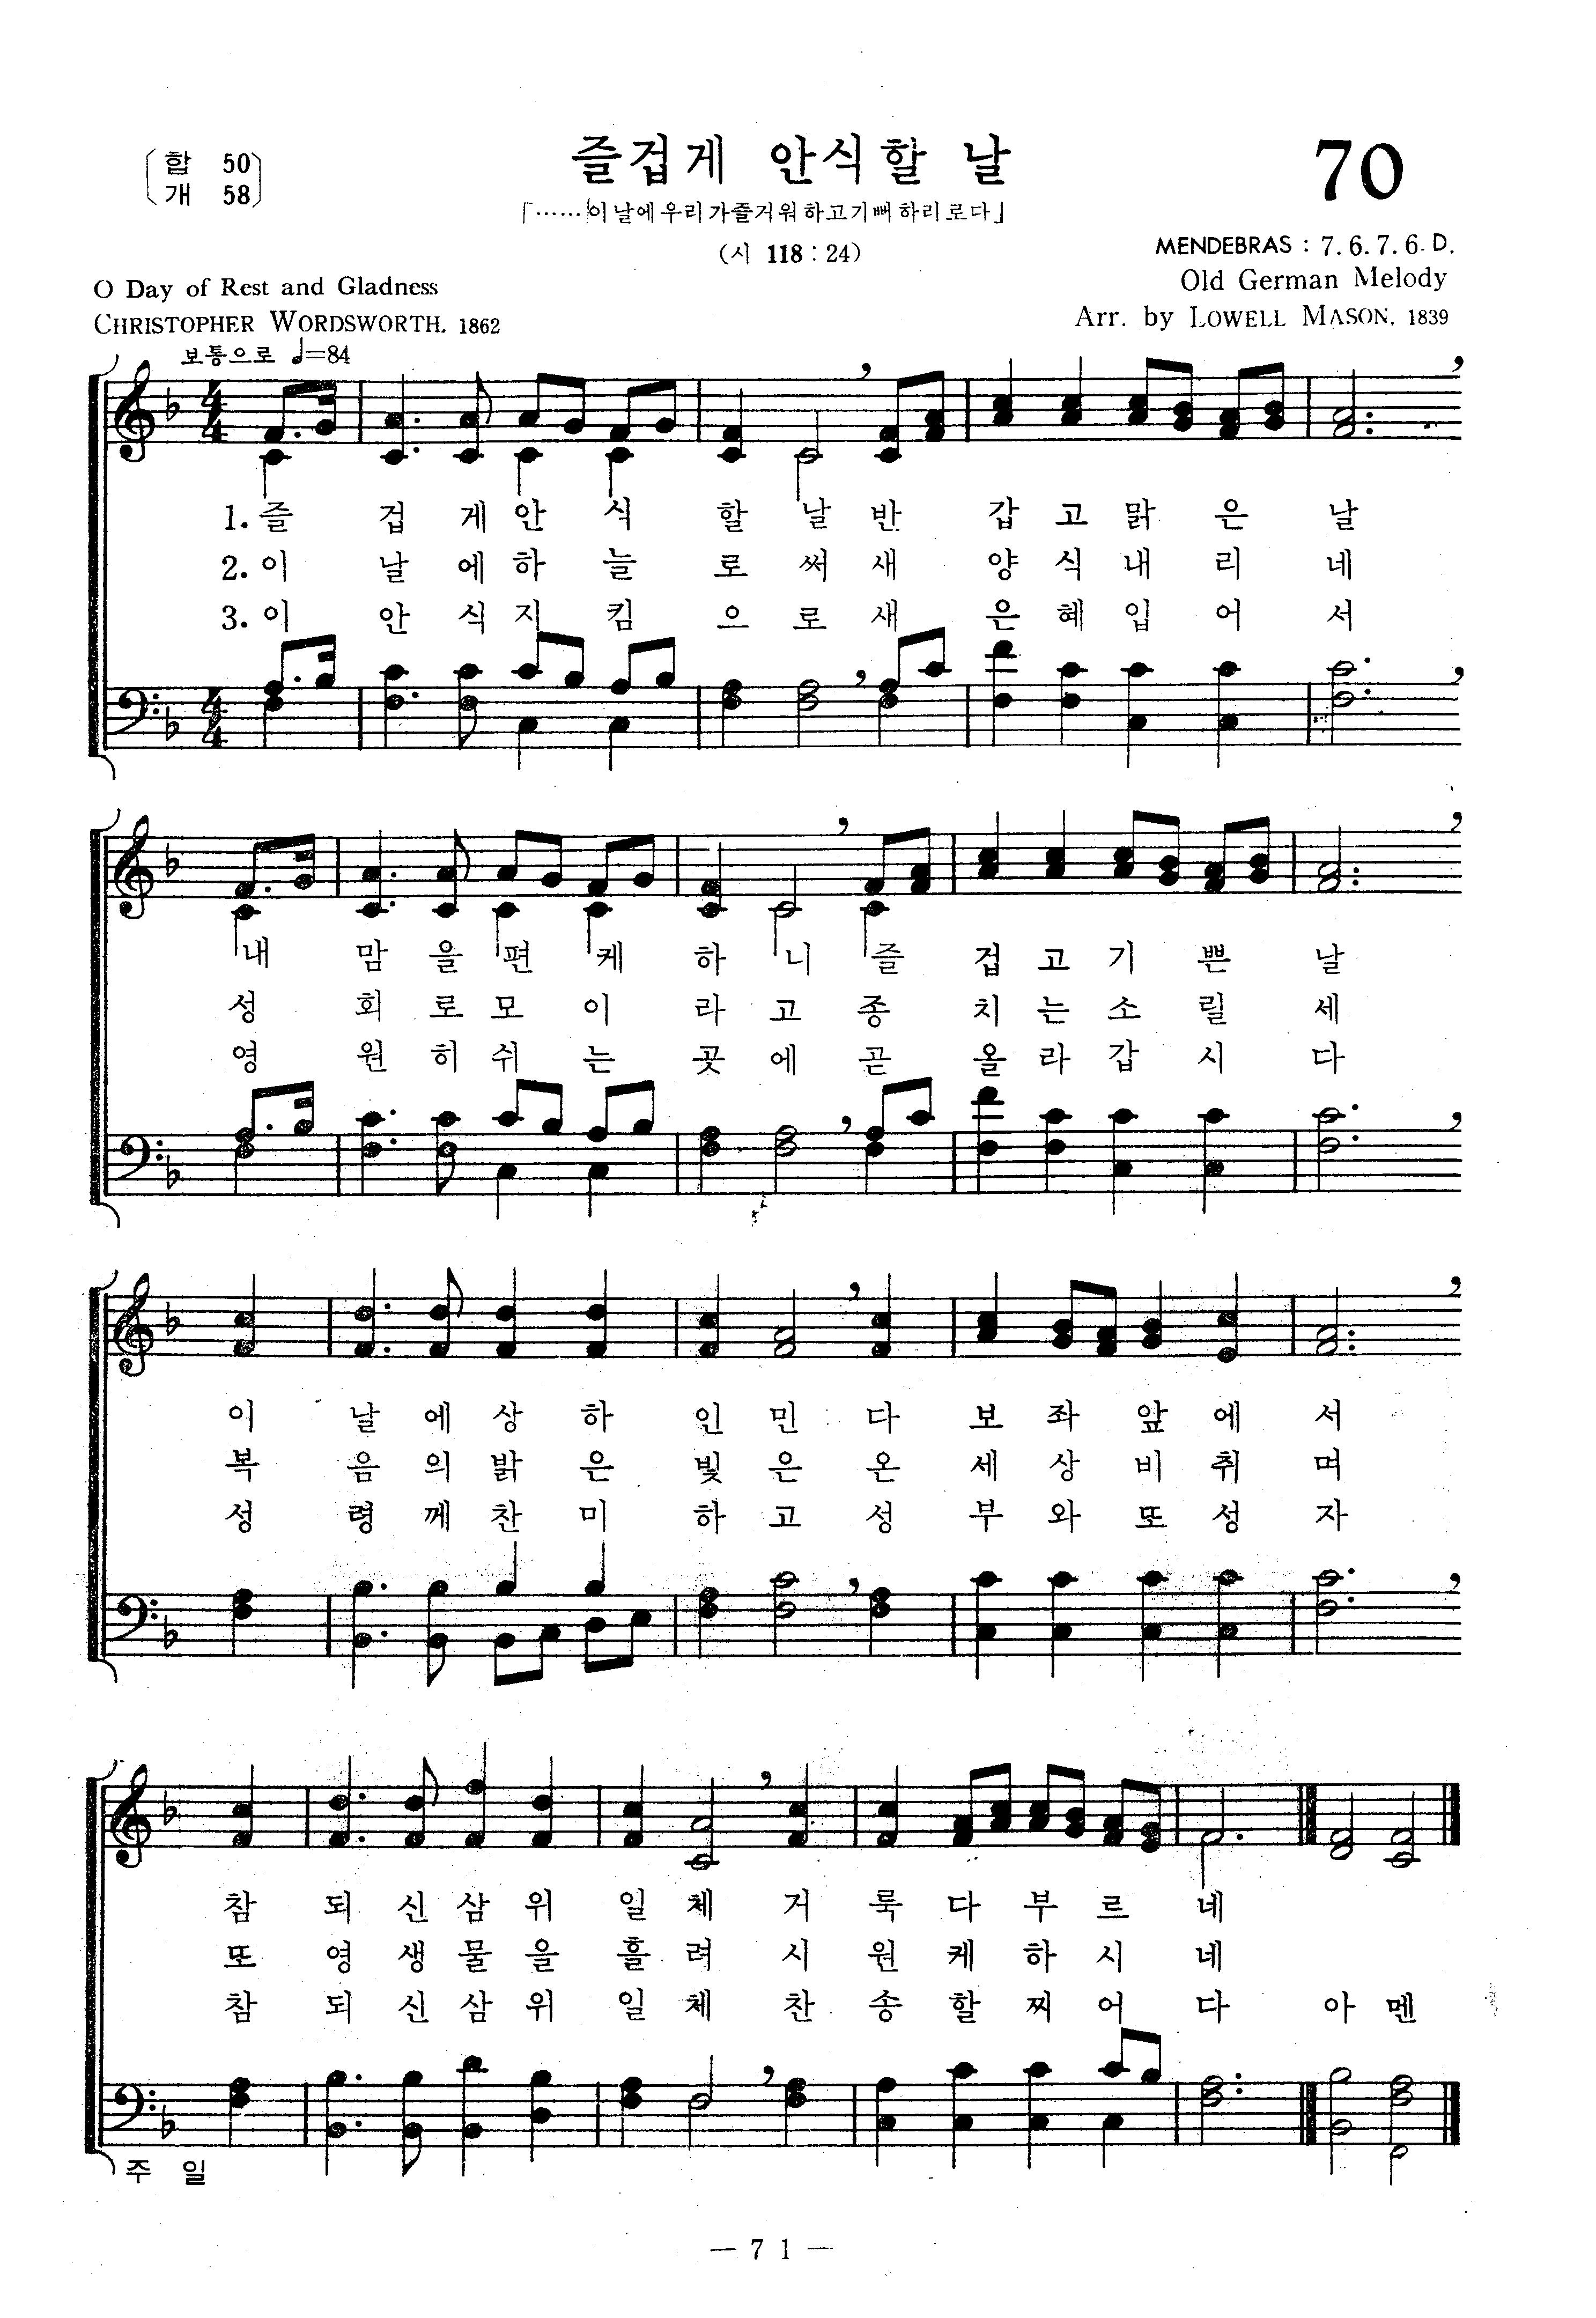 합 50
개 58
즐겁게 안식할 날
70
「……이 날에 우리가 즐거워하고 기뻐하리로다」
(시 118 : 24)
MENDEBRAS : 7. 6. 7. 6. D.
O Day of Rest and Gladness
Old German Melody
CHRISTOPHER WORDSWORTH, 1862
Arr. by LOWELL MASON, 1839
보통으로 ♩=84
1. 즐 겁 게 안 식 할 날 반 갑 고 맑 은 날
2. 이 날 에 하 늘 로 써 새 양 식 내 리 네
3. 이 안 식 지 킴 으 로 새 은 혜 입 어 서
내 맘 을 편 케 하 니 즐 겁 고 기 쁜 날
성 회 로 모 이 라 고 종 치 는 소 릴 세
영 원 히 쉬 는 곳 에 곧 올 라 갑 시 다
이 날 에 상 하 인 민 다 보 좌 앞 에 서
복 음 의 밝 은 빛 은 온 세 상 비 취 며
성 령 께 찬 미 하 고 성 부 와 또 성 자
참 되 신 삼 위 일 체 거 룩 다 부 르 네
또 영 생 물 을 흘 려 시 원 케 하 시 네
참 되 신 삼 위 일 체 찬 송 할 찌 어 다 아 멘
주 일
— 7 1 —